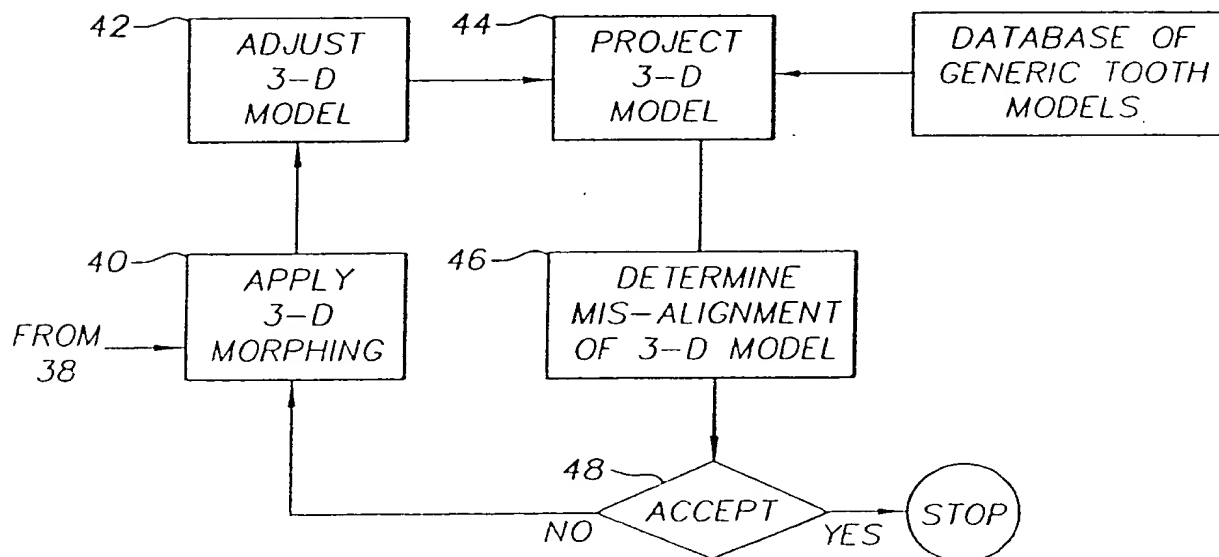 42
ADJUST
3-D
MODEL
44
PROJECT
3-D
MODEL
DATABASE OF
GENERIC TOOTH
MODELS.
40
APPLY
3-D
MORPHING
FROM
38
46
DETERMINE
MIS-ALIGNMENT
OF 3-D MODEL
48
ACCEPT
NO
YES
STOP